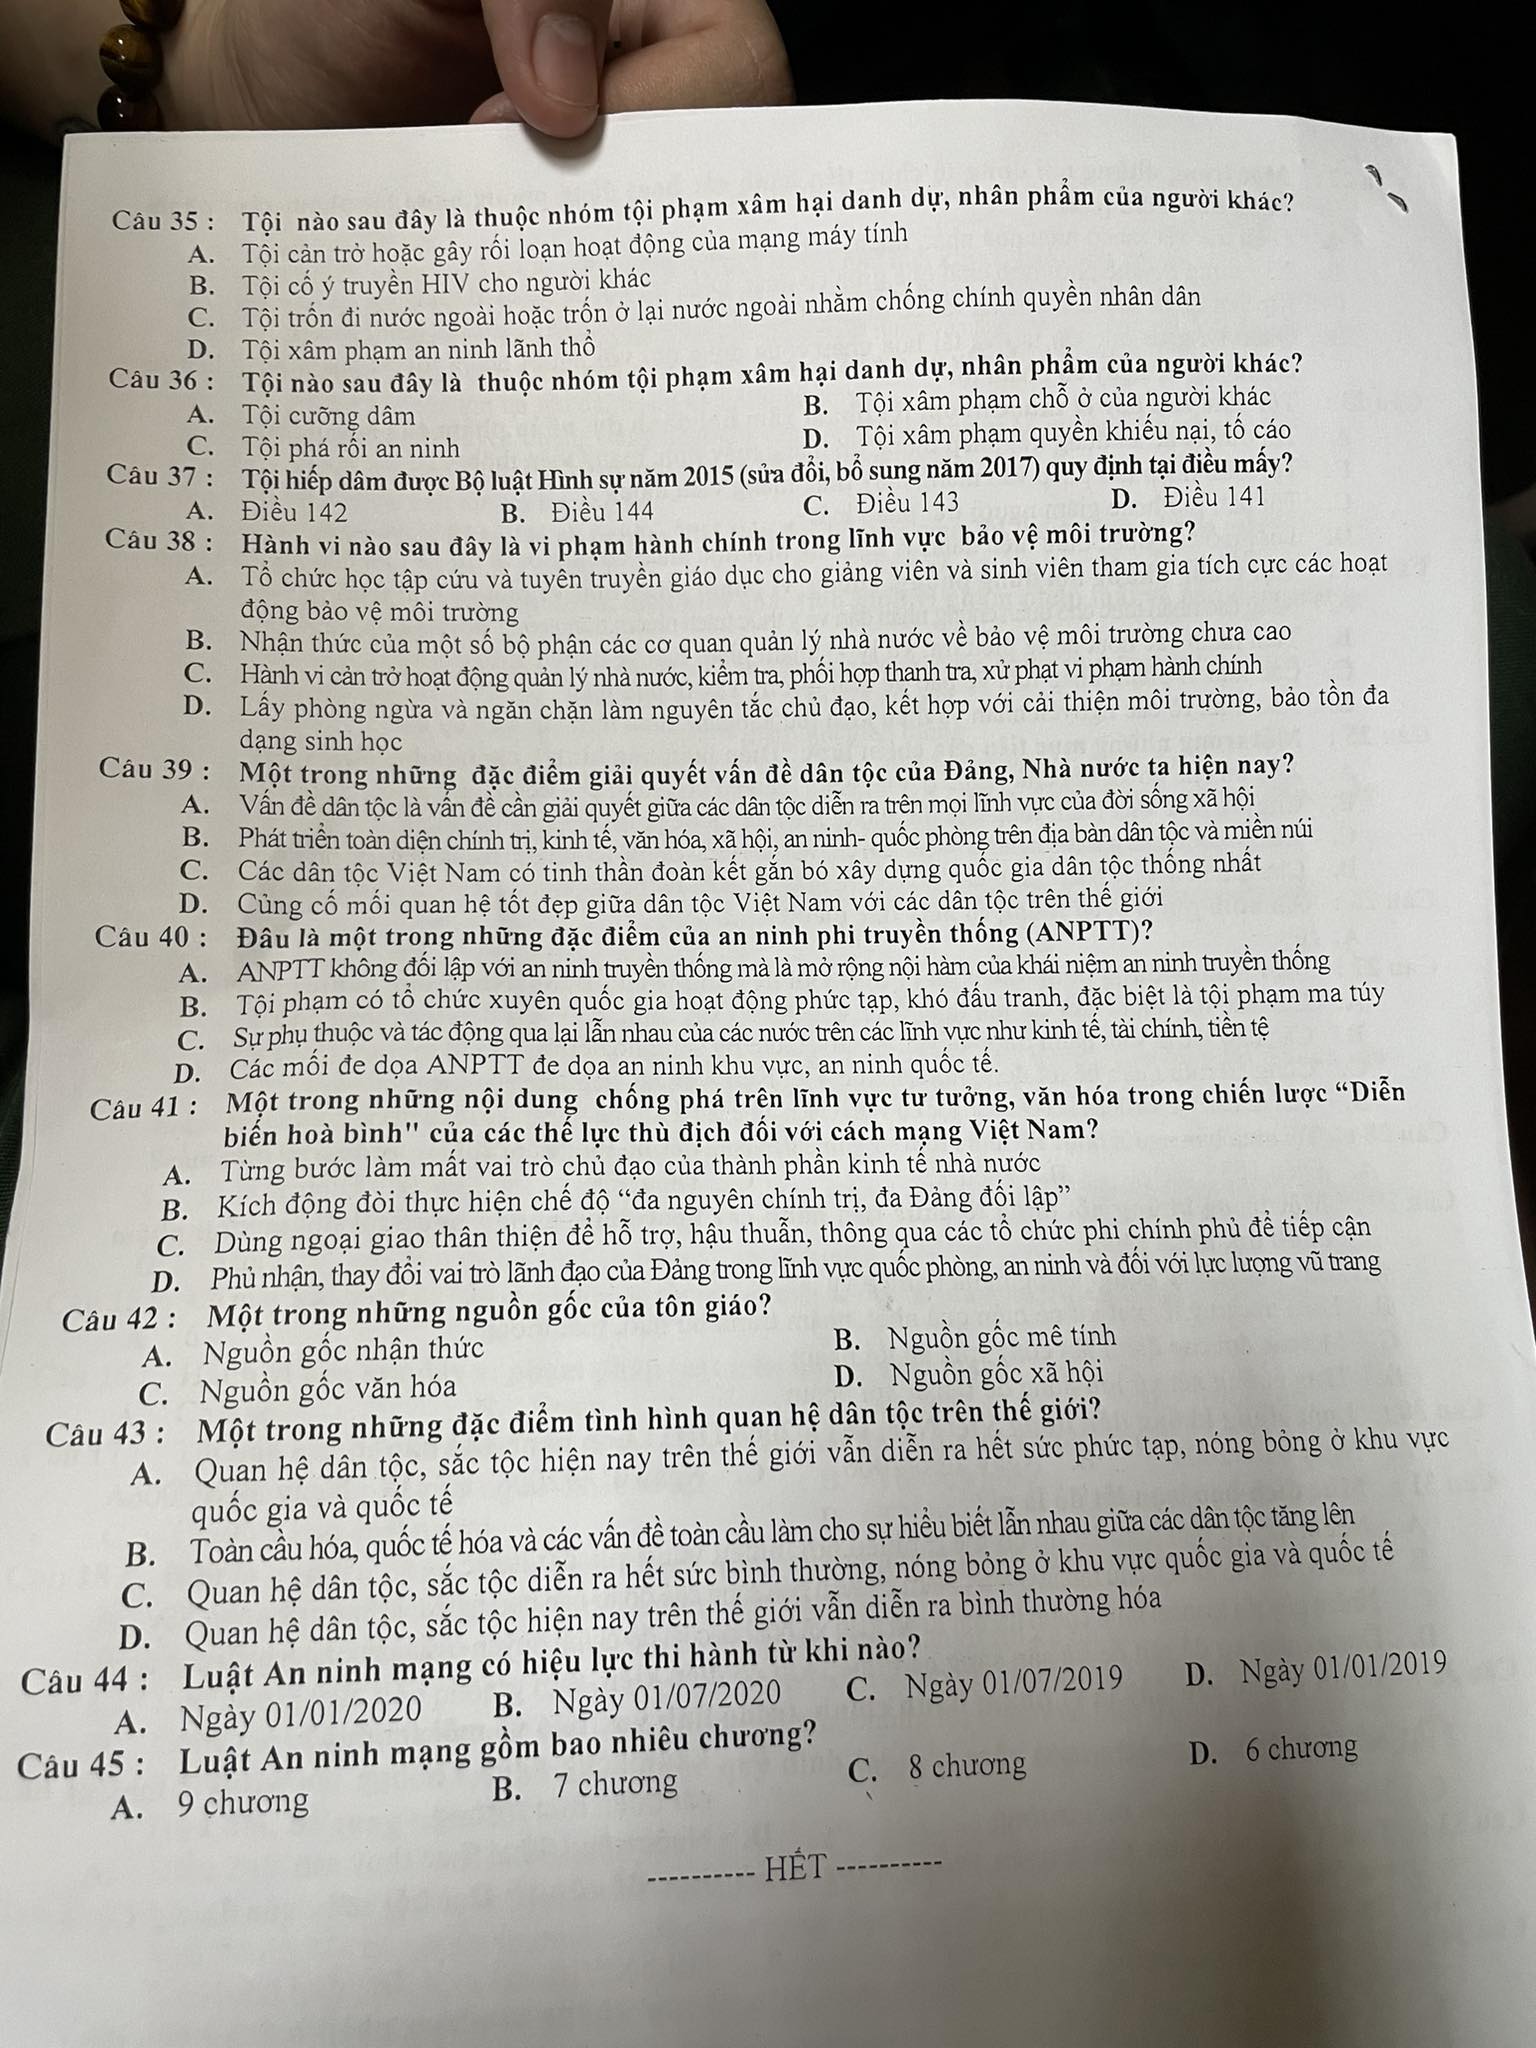 Câu 35 : Tội nào sau đây là thuộc nhóm tội phạm xâm hại danh dự, nhân phẩm của người khác?
A. Tội cản trở hoặc gây rối loạn hoạt động của mạng máy tính
B. Tội cố ý truyền HIV cho người khác
C. Tội trốn đi nước ngoài hoặc trốn ở lại nước ngoài nhằm chống chính quyền nhân dân
D. Tội xâm phạm an ninh lãnh thổ
Câu 36 : Tội nào sau đây là thuộc nhóm tội phạm xâm hại danh dự, nhân phẩm của người khác?
A. Tội cưỡng dâm B. Tội xâm phạm chỗ ở của người khác
C. Tội phá rối an ninh D. Tội xâm phạm quyền khiếu nại, tố cáo
Câu 37 : Tội hiếp dâm được Bộ luật Hình sự năm 2015 (sửa đổi, bổ sung năm 2017) quy định tại điều mấy?
A. Điều 142 B. Điều 144 C. Điều 143 D. Điều 141
Câu 38 : Hành vi nào sau đây là vi phạm hành chính trong lĩnh vực bảo vệ môi trường?
A. Tổ chức học tập cứu và tuyên truyền giáo dục cho giảng viên và sinh viên tham gia tích cực các hoạt
động bảo vệ môi trường
B. Nhận thức của một số bộ phận các cơ quan quản lý nhà nước về bảo vệ môi trường chưa cao
C. Hành vi cản trở hoạt động quản lý nhà nước, kiểm tra, phối hợp thanh tra, xử phạt vi phạm hành chính
D. Lấy phòng ngừa và ngăn chặn làm nguyên tắc chủ đạo, kết hợp với cải thiện môi trường, bảo tồn đa
dạng sinh học
Câu 39 : Một trong những đặc điểm giải quyết vấn đề dân tộc của Đảng, Nhà nước ta hiện nay?
A. Vấn đề dân tộc là vấn đề cần giải quyết giữa các dân tộc diễn ra trên mọi lĩnh vực của đời sống xã hội
B. Phát triển toàn diện chính trị, kinh tế, văn hóa, xã hội, an ninh- quốc phòng trên địa bàn dân tộc và miền núi
C. Các dân tộc Việt Nam có tinh thần đoàn kết gắn bó xây dựng quốc gia dân tộc thống nhất
D. Củng cố mối quan hệ tốt đẹp giữa dân tộc Việt Nam với các dân tộc trên thế giới
Câu 40 : Đâu là một trong những đặc điểm của an ninh phi truyền thống (ANPTT)?
A. ANPTT không đối lập với an ninh truyền thống mà là mở rộng nội hàm của khái niệm an ninh truyền thống
B. Tội phạm có tổ chức xuyên quốc gia hoạt động phức tạp, khó đấu tranh, đặc biệt là tội phạm ma túy
C. Sự phụ thuộc và tác động qua lại lẫn nhau của các nước trên các lĩnh vực như kinh tế, tài chính, tiền tệ
D. Các mối đe dọa ANPTT đe dọa an ninh khu vực, an ninh quốc tế.
Câu 41 : Một trong những nội dung chống phá trên lĩnh vực tư tưởng, văn hóa trong chiến lược “Diễn
biến hoà bình" của các thế lực thù địch đối với cách mạng Việt Nam?
A. Từng bước làm mất vai trò chủ đạo của thành phần kinh tế nhà nước
B. Kích động đòi thực hiện chế độ “đa nguyên chính trị, đa Đảng đối lập”
C. Dùng ngoại giao thân thiện để hỗ trợ, hậu thuẫn, thông qua các tổ chức phi chính phủ để tiếp cận
D. Phủ nhận, thay đổi vai trò lãnh đạo của Đảng trong lĩnh vực quốc phòng, an ninh và đối với lực lượng vũ trang
Câu 42 : Một trong những nguồn gốc của tôn giáo?
A. Nguồn gốc nhận thức B. Nguồn gốc mê tính
C. Nguồn gốc văn hóa D. Nguồn gốc xã hội
Câu 43 : Một trong những đặc điểm tình hình quan hệ dân tộc trên thế giới?
A. Quan hệ dân tộc, sắc tộc hiện nay trên thế giới vẫn diễn ra hết sức phức tạp, nóng bỏng ở khu vực
quốc gia và quốc tế
B. Toàn cầu hóa, quốc tế hóa và các vấn đề toàn cầu làm cho sự hiểu biết lẫn nhau giữa các dân tộc tăng lên
C. Quan hệ dân tộc, sắc tộc diễn ra hết sức bình thường, nóng bỏng ở khu vực quốc gia và quốc tế
D. Quan hệ dân tộc, sắc tộc hiện nay trên thế giới vẫn diễn ra bình thường hóa
Câu 44 : Luật An ninh mạng có hiệu lực thi hành từ khi nào?
A. Ngày 01/01/2020 B. Ngày 01/07/2020 C. Ngày 01/07/2019 D. Ngày 01/01/2019
Câu 45 : Luật An ninh mạng gồm bao nhiêu chương?
A. 9 chương B. 7 chương C. 8 chương D. 6 chương
---------- HẾT ----------